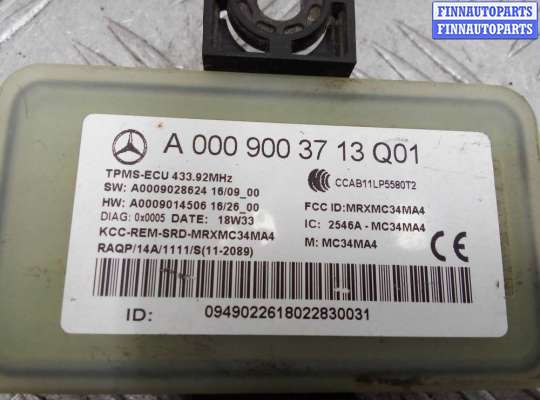 FINNAUTOPARTS
FINNAUTOPARTS
A 000 900 37 13 Q01
TPMS-ECU 433.92MHz
SW: A0009028624 16/09_00
HW: A0009014506 16/26_00
DIAG: 0x0005 DATE: 18W33
KCC-REM-SRD-MRXMC34MA4
RAQP/14A/1111/S(11-2089)
CCAB11LP5580T2
FCC ID:MRXMC34MA4
IC: 2546A - MC34MA4
M: MC34MA4
CE
ID: 0949022618022830031
FINNAUTOPARTS
FINNAUTOPARTS